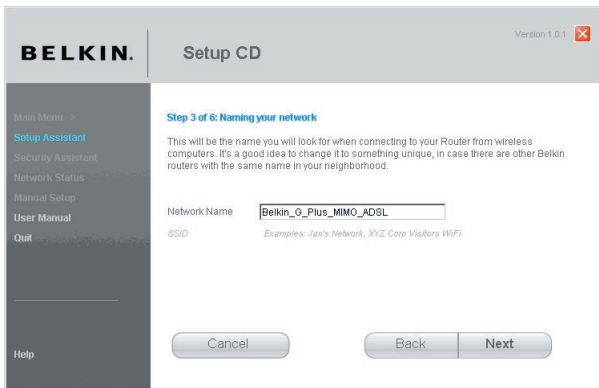 BELKIN.
Setup CD
Version 1.0.1
Main Menu >
Setup Assistant
Security Assistant
Network Status
Manual Setup
User Manual
Quit
Help
Step 3 of 6: Naming your network
This will be the name you will look for when connecting to your Router from wireless
computers. It's a good idea to change it to something unique, in case there are other Belkin
routers with the same name in your neighborhood.
Network Name
Belkin_G_Plus_MIMO_ADSL
SSID
Examples: Jan's Network, XYZ Corp Visitors WiFi
Cancel
Back
Next